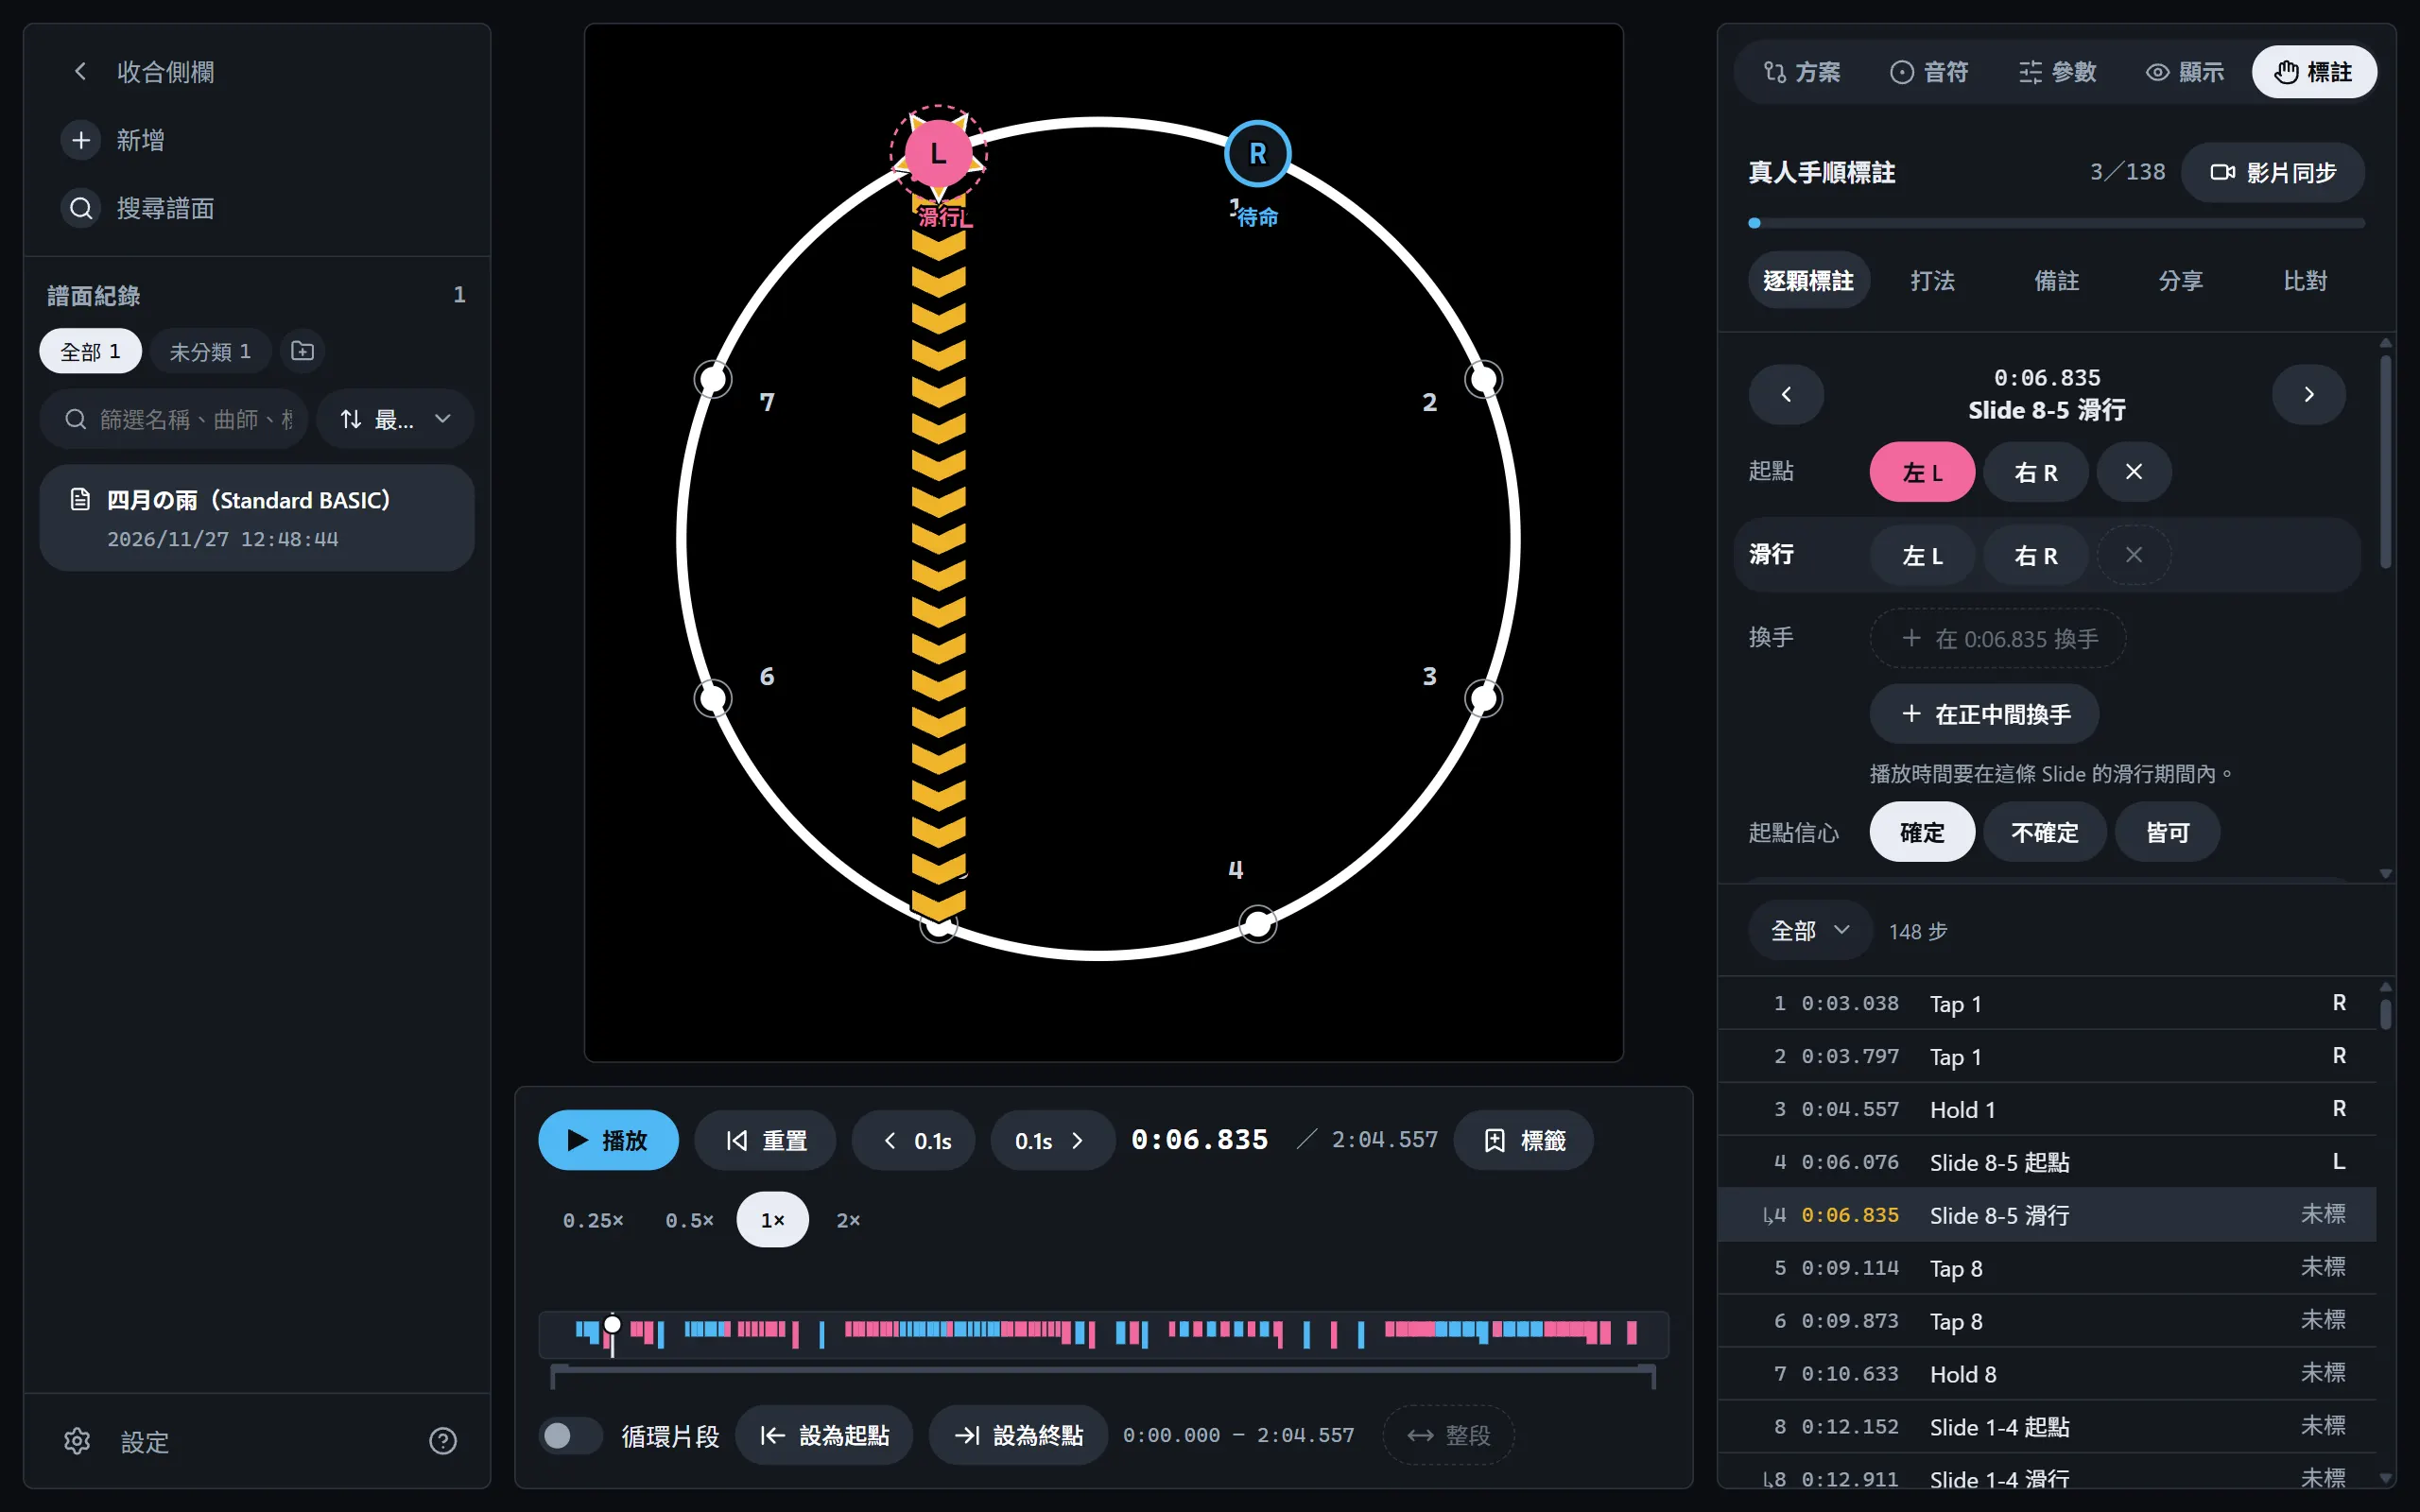 收合側欄
新增
搜尋譜面
譜面紀錄 1
全部 1
未分類 1
篩選名稱、曲師、
最...
四月の雨（Standard BASIC）
2026/11/27 12:48:44
設定
L
R
滑行L
1
待命
7
2
6
3
4
播放
重置
0.1s
0.1s
0:06.835 ／ 2:04.557
標籤
0.25×
0.5×
1×
2×
循環片段
設為起點
設為終點
0:00.000 – 2:04.557
整段
方案
音符
參數
顯示
標註
真人手順標註
3／138
影片同步
逐顆標註
打法
備註
分享
比對
0:06.835
Slide 8-5 滑行
起點
左 L
右 R
滑行
左 L
右 R
換手
在 0:06.835 換手
在正中間換手
播放時間要在這條 Slide 的滑行期間內。
起點信心
確定
不確定
皆可
全部
148 步
1 0:03.038 Tap 1 R
2 0:03.797 Tap 1 R
3 0:04.557 Hold 1 R
4 0:06.076 Slide 8-5 起點 L
↳4 0:06.835 Slide 8-5 滑行 未標
5 0:09.114 Tap 8 未標
6 0:09.873 Tap 8 未標
7 0:10.633 Hold 8 未標
8 0:12.152 Slide 1-4 起點 未標
↳8 0:12.911 Slide 1-4 滑行 未標